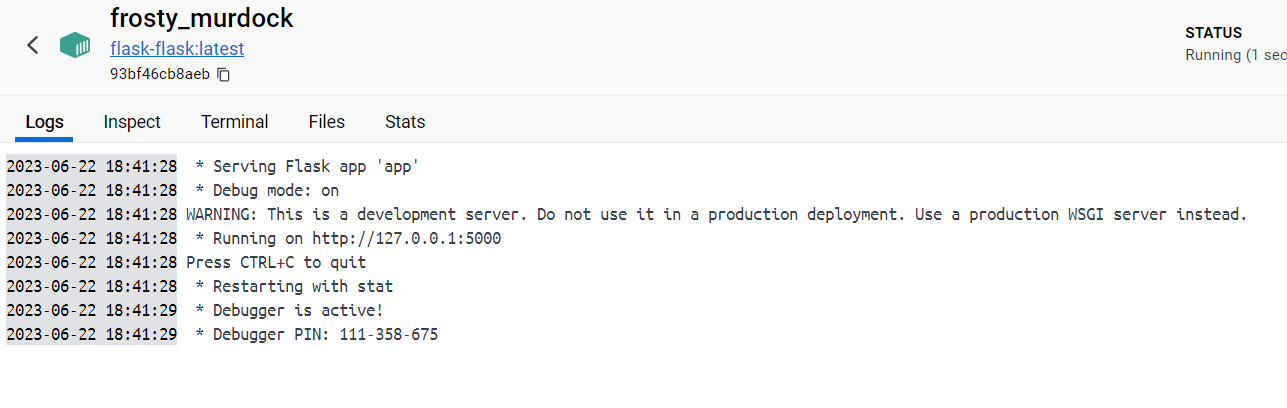 frosty_murdock
flask-flask:latest
93bf46cb8aeb
STATUS
Running (1 sec
Logs Inspect Terminal Files Stats
2023-06-22 18:41:28 * Serving Flask app 'app'
2023-06-22 18:41:28 * Debug mode: on
2023-06-22 18:41:28 WARNING: This is a development server. Do not use it in a production deployment. Use a production WSGI server instead.
2023-06-22 18:41:28 * Running on http://127.0.0.1:5000
2023-06-22 18:41:28 Press CTRL+C to quit
2023-06-22 18:41:28 * Restarting with stat
2023-06-22 18:41:29 * Debugger is active!
2023-06-22 18:41:29 * Debugger PIN: 111-358-675